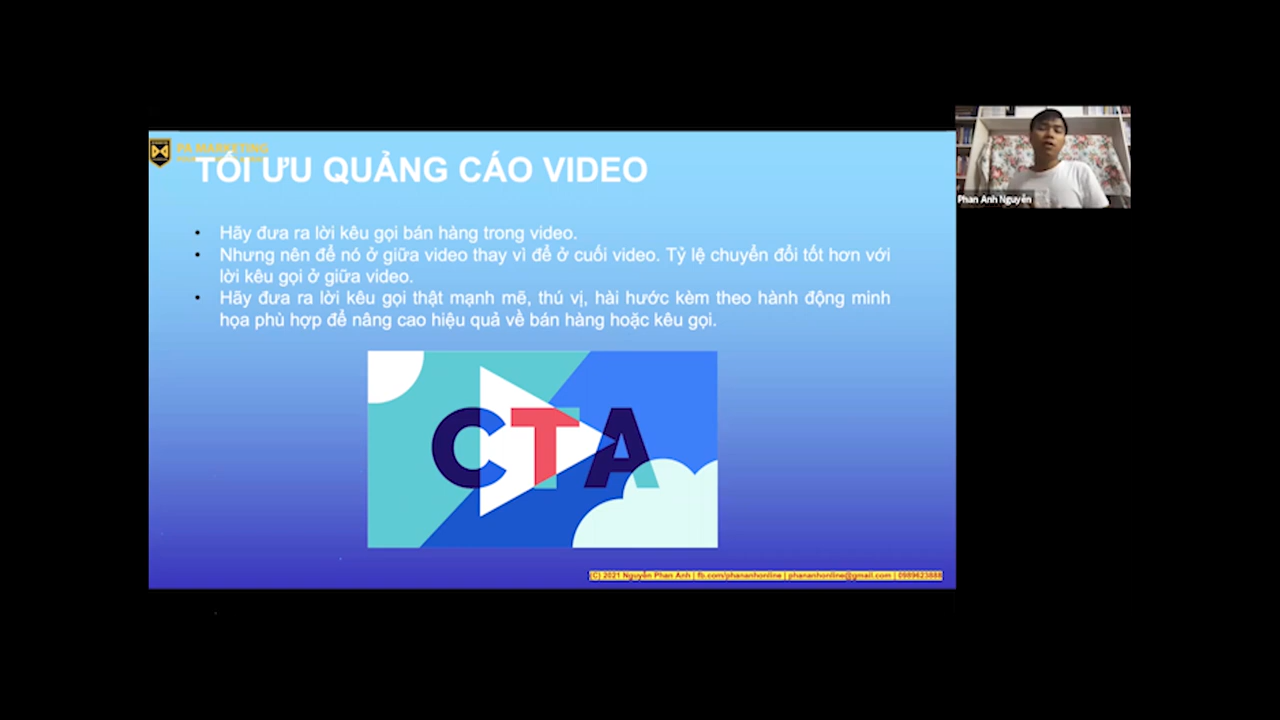 PA MARKETING
TỐI ƯU QUẢNG CÁO VIDEO
• Hãy đưa ra lời kêu gọi bán hàng trong video.
• Nhưng nên để nó ở giữa video thay vì để ở cuối video. Tỷ lệ chuyển đổi tốt hơn với
lời kêu gọi ở giữa video.
• Hãy đưa ra lời kêu gọi thật mạnh mẽ, thú vị, hài hước kèm theo hành động minh
họa phù hợp để nâng cao hiệu quả về bán hàng hoặc kêu gọi.
CTA
(C) 2021 Nguyễn Phan Anh | fb.com/phananhonline | phananhonline@gmail.com | 0989623888
Phan Anh Nguyễn